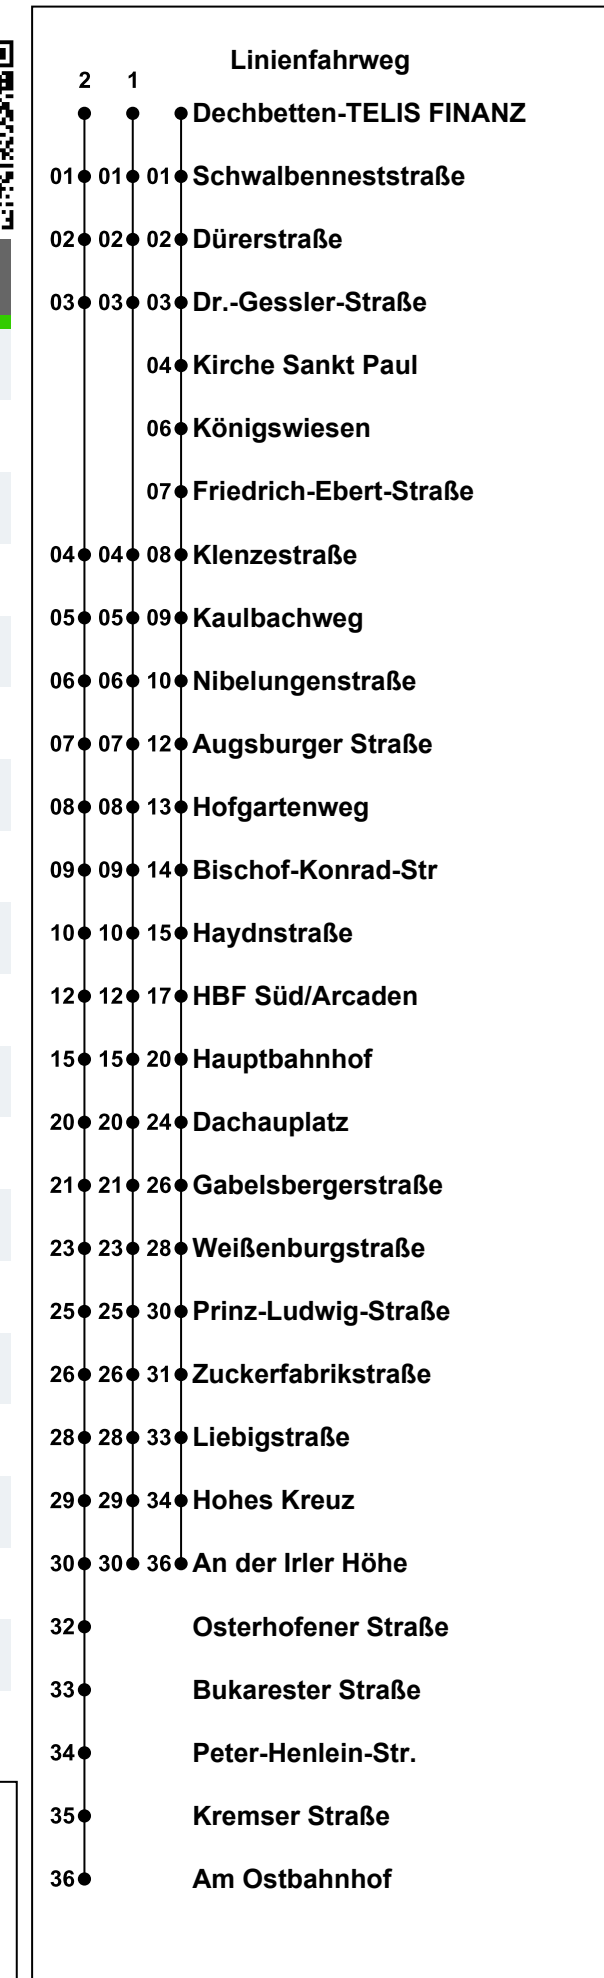 Linienfahrweg
2 1
Dechbetten-TELIS FINANZ
01 01 01 Schwalbenneststraße
02 02 02 Dürerstraße
03 03 03 Dr.-Gessler-Straße
04 Kirche Sankt Paul
06 Königswiesen
07 Friedrich-Ebert-Straße
04 04 08 Klenzestraße
05 05 09 Kaulbachweg
06 06 10 Nibelungenstraße
07 07 12 Augsburger Straße
08 08 13 Hofgartenweg
09 09 14 Bischof-Konrad-Str
10 10 15 Haydnstraße
12 12 17 HBF Süd/Arcaden
15 15 20 Hauptbahnhof
20 20 24 Dachauplatz
21 21 26 Gabelsbergerstraße
23 23 28 Weißenburgstraße
25 25 30 Prinz-Ludwig-Straße
26 26 31 Zuckerfabrikstraße
28 28 33 Liebigstraße
29 29 34 Hohes Kreuz
30 30 36 An der Irler Höhe
32 Osterhofener Straße
33 Bukarester Straße
34 Peter-Henlein-Str.
35 Kremser Straße
36 Am Ostbahnhof